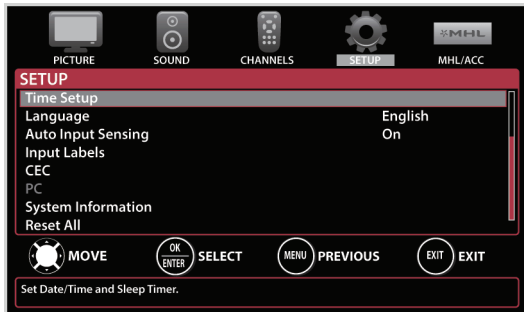 MHL
PICTURE SOUND CHANNELS SETUP MHL/ACC
SETUP
Time Setup
Language English
Auto Input Sensing On
Input Labels
CEC
PC
System Information
Reset All
MOVE OK ENTER SELECT MENU PREVIOUS EXIT EXIT
Set Date/Time and Sleep Timer.